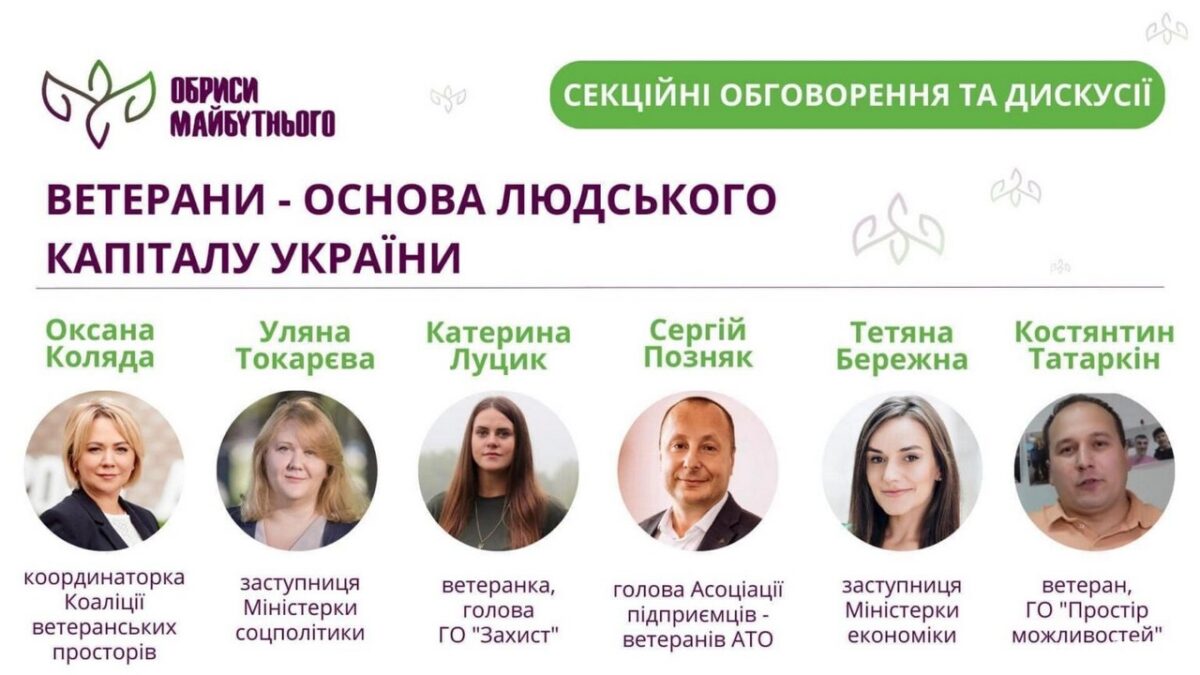 ОБРИСИ
МАЙБУТНЬОГО
СЕКЦІЙНІ ОБГОВОРЕННЯ ТА ДИСКУСІЇ
ВЕТЕРАНИ - ОСНОВА ЛЮДСЬКОГО
КАПІТАЛУ УКРАЇНИ
Оксана
Коляда
координаторка
Коаліції
ветеранських
просторів
Уляна
Токарєва
заступниця
Міністерки
соцполітики
Катерина
Луцик
ветеранка,
голова
ГО "Захист"
Сергій
Позняк
голова Асоціації
підприємців -
ветеранів АТО
Тетяна
Бережна
заступниця
Міністерки
економіки
Костянтин
Татаркін
ветеран,
ГО "Простір
можливостей"